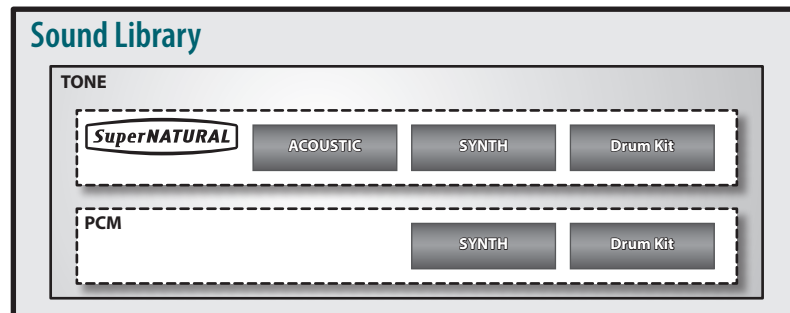 Sound Library
TONE
SuperNATURAL ACOUSTIC SYNTH Drum Kit
PCM
SYNTH Drum Kit